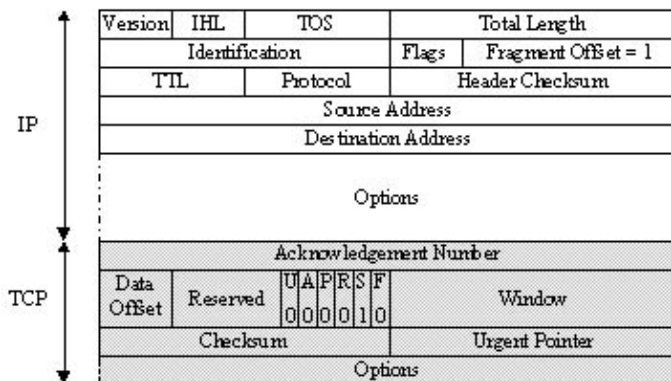 Version IHL TOS Total Length
Identification Flags Fragment Offset = 1
TTL Protocol Header Checksum
IP
Source Address
Destination Address
Options
Acknowledgement Number
TCP
Data Offset Reserved U A P R S F Window
0 0 0 0 1 0
Checksum Urgent Pointer
Options